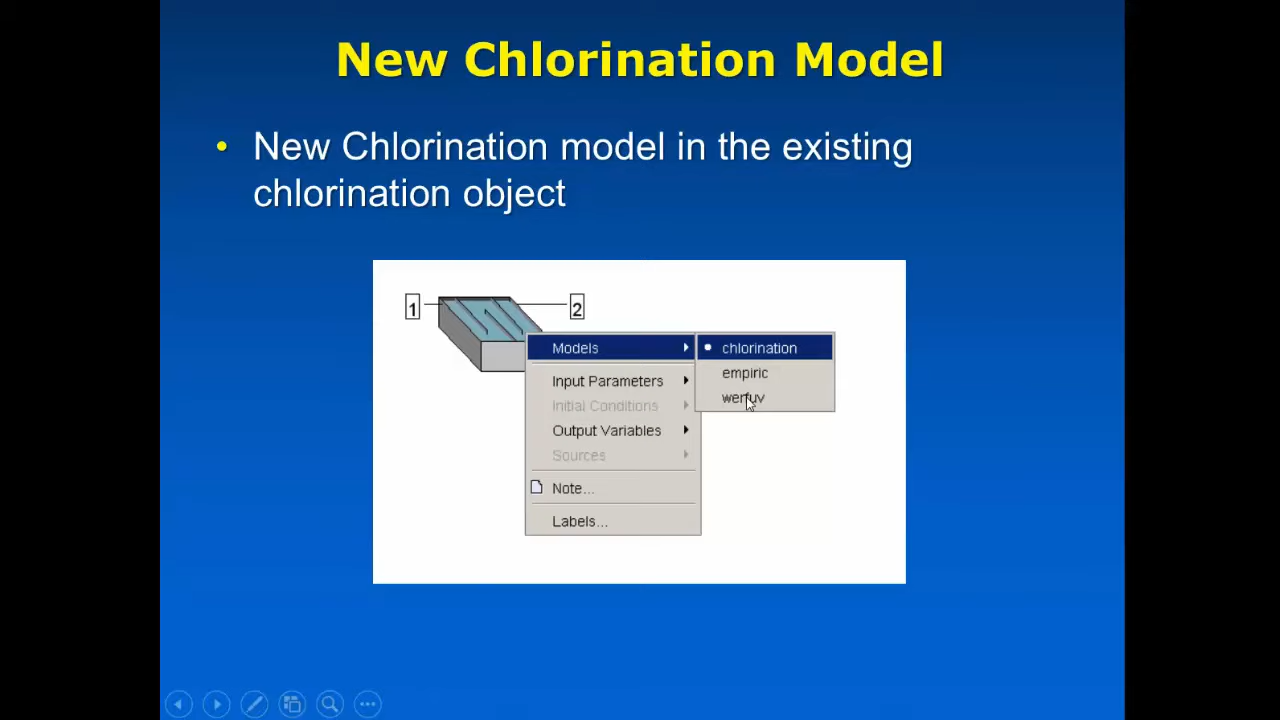 New Chlorination Model
• New Chlorination model in the existing
chlorination object
1
2
Models
chlorination
empiric
werfuv
Input Parameters
Initial Conditions
Output Variables
Sources
Note...
Labels...